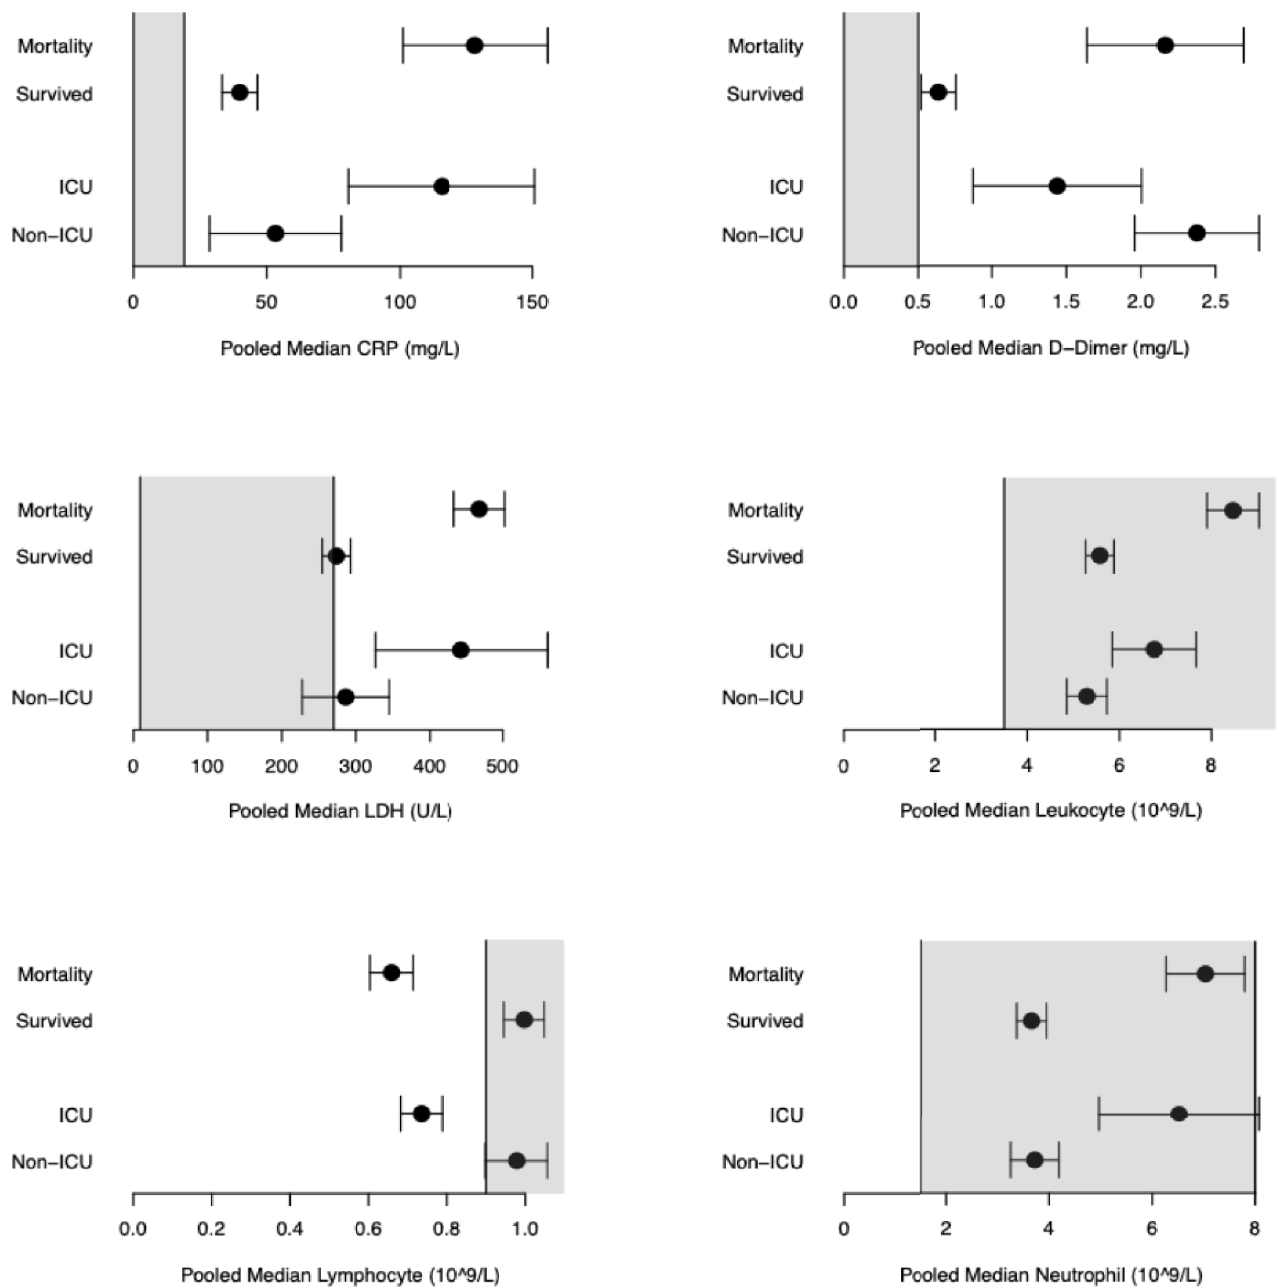 Mortality
Survived
ICU
Non−ICU
0 50 100 150
Pooled Median CRP (mg/L)
Mortality
Survived
ICU
Non−ICU
0.0 0.5 1.0 1.5 2.0 2.5
Pooled Median D−Dimer (mg/L)
Mortality
Survived
ICU
Non−ICU
0 100 200 300 400 500
Pooled Median LDH (U/L)
Mortality
Survived
ICU
Non−ICU
0 2 4 6 8
Pooled Median Leukocyte (10^9/L)
Mortality
Survived
ICU
Non−ICU
0.0 0.2 0.4 0.6 0.8 1.0
Pooled Median Lymphocyte (10^9/L)
Mortality
Survived
ICU
Non−ICU
0 2 4 6 8
Pooled Median Neutrophil (10^9/L)